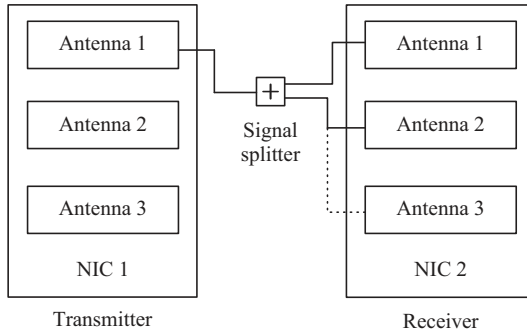 Antenna 1
Antenna 2
Antenna 3
NIC 1
Transmitter
+
Signal
splitter
Antenna 1
Antenna 2
Antenna 3
NIC 2
Receiver